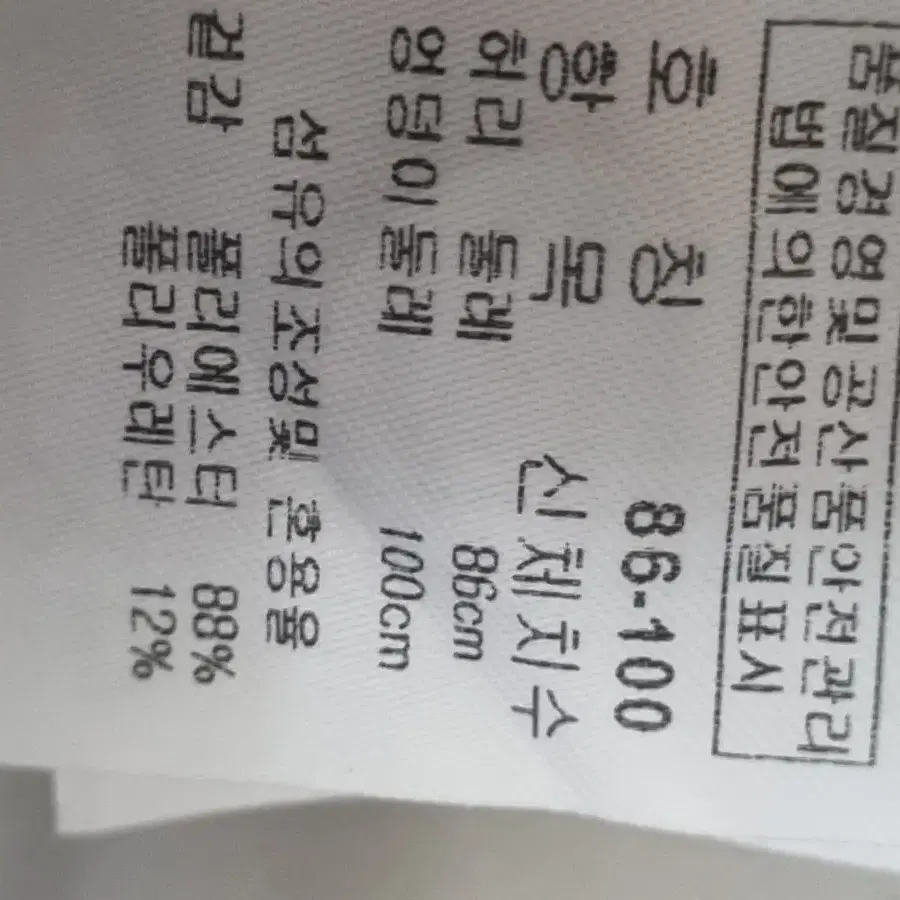 품질경영및공산품안전관리
법에의한안전품질표시
호 칭 86-100
항 목 신체치수
허리 둘레 86cm
엉덩이둘레 100cm
섬유의조성및 혼용율
겉감 폴리에스터 88%
폴리우레탄 12%